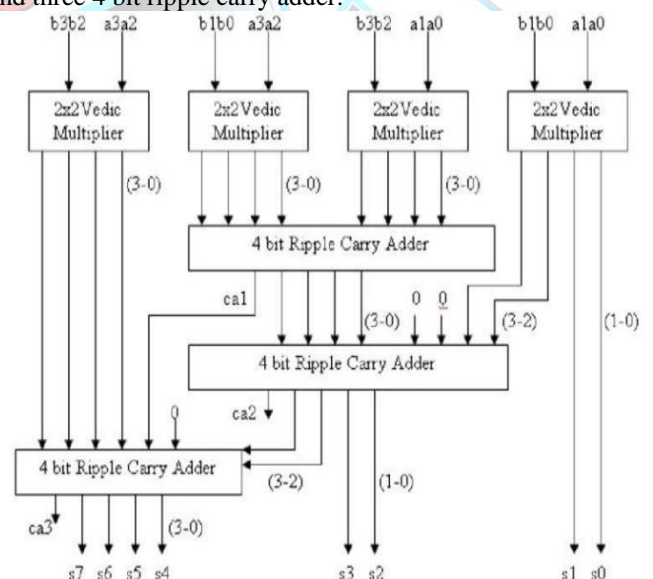 nd three 4 bit ripple carry adder.
b3b2 a3a2 b1b0 a3a2 b3b2 a1a0 b1b0 a1a0
2x2 Vedic Multiplier 2x2 Vedic Multiplier 2x2 Vedic Multiplier 2x2 Vedic Multiplier
(3-0) (3-0) (3-0)
4 bit Ripple Carry Adder
ca1 (3-0) 0 0 (3-2) (1-0)
4 bit Ripple Carry Adder
0 ca2
4 bit Ripple Carry Adder
(3-2) (1-0)
ca3 (3-0)
s7 s6 s5 s4 s3 s2 s1 s0